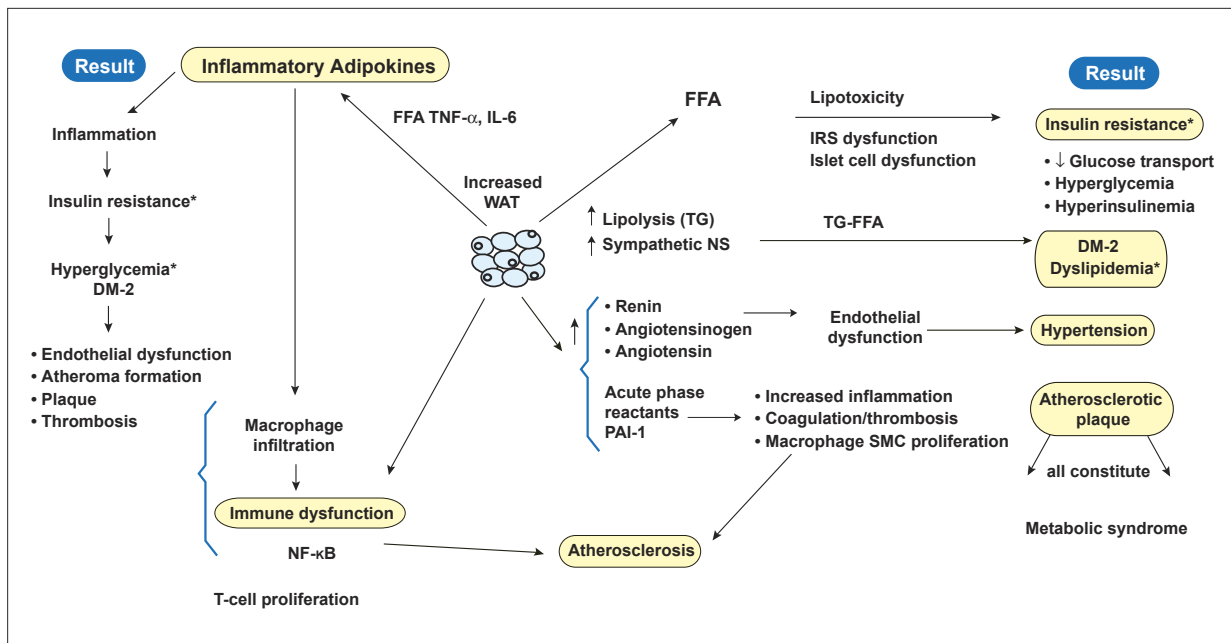 Result
Inflammatory Adipokines
Inflammation
Insulin resistance*
Hyperglycemia*
DM-2
• Endothelial dysfunction
• Atheroma formation
• Plaque
• Thrombosis
FFA TNF-α, IL-6
Increased
WAT
Macrophage
infiltration
Immune dysfunction
NF-κB
T-cell proliferation
FFA
Lipotoxicity
IRS dysfunction
Islet cell dysfunction
↑ Lipolysis (TG)
↑ Sympathetic NS
TG-FFA
↑
• Renin
• Angiotensinogen
• Angiotensin
Endothelial
dysfunction
Acute phase
reactants
PAI-1
• Increased inflammation
• Coagulation/thrombosis
• Macrophage SMC proliferation
Atherosclerosis
Result
Insulin resistance*
• ↓ Glucose transport
• Hyperglycemia
• Hyperinsulinemia
DM-2
Dyslipidemia*
Hypertension
Atherosclerotic
plaque
all constitute
Metabolic syndrome